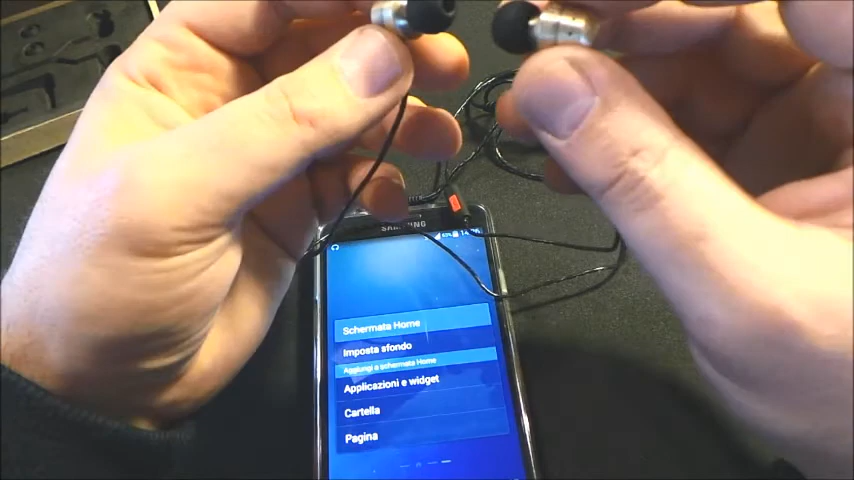 SAMSUNG
Schermata Home
Imposta sfondo
Aggiungi a schermata Home
Applicazioni e widget
Cartella
Pagina